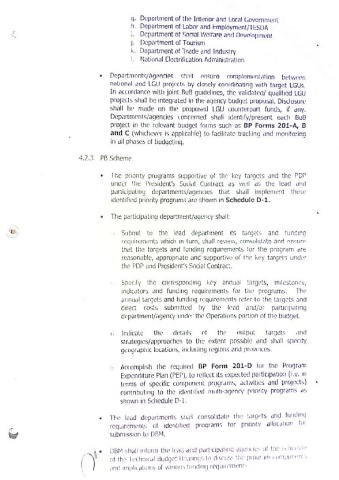 g. Department of the Interior and Local Government
h. Department of Labor and Employment/TESDA
i. Department of Social Welfare and Development
j. Department of Tourism
k. Department of Trade and Industry
l. National Electrification Administration
• Departments/Agencies shall ensure complementation between
national and LGU projects by closely coordinating with target LGUs.
In accordance with joint BuB guidelines, the validated/ qualified LGU
projects shall be integrated in the agency budget proposal. Disclosure
shall be made on the proposed LGU counterpart funds, if any.
Departments/agencies concerned shall identify/present each BuB
project in the relevant budget forms such as BP Forms 201-A, B
and C (whichever is applicable) to facilitate tracking and monitoring
in all phases of budgeting.
4.2.3 PB Scheme
• The priority programs supportive of the key targets and the PDP
under the President's Social Contract as well as the lead and
participating departments/agencies that shall implement these
identified priority programs are shown in Schedule D-1.
• The participating department/agency shall:
Submit to the lead department its targets and funding
requirements which in turn, shall review, consolidate and ensure
that the targets and funding requirements for the program are
reasonable, appropriate and supportive of the key targets under
the PDP and President's Social Contract.
Specify the corresponding key annual targets, milestones,
indicators and funding requirements for the programs. The
annual targets and funding requirements refer to the targets and
direct costs submitted by the lead and/or participating
department/agency under the Operations portion of the budget.
Indicate the details of the output targets and
strategies/approaches to the extent possible and shall specify
geographic locations, including regions and provinces.
Accomplish the required BP Form 201-D for the Program
Expenditure Plan (PEP), to reflect its expected participation (i.e. in
terms of specific component programs, activities and projects)
contributing to the identified multi-agency priority programs as
shown in Schedule D-1.
• The lead departments shall consolidate the targets and funding
requirements of identified programs for priority allocation for
submission to DBM.
• DBM shall inform the lead and participating agencies of the schedule
of the Technical Budget Hearings to discuss the program components
and implications of various funding requirements